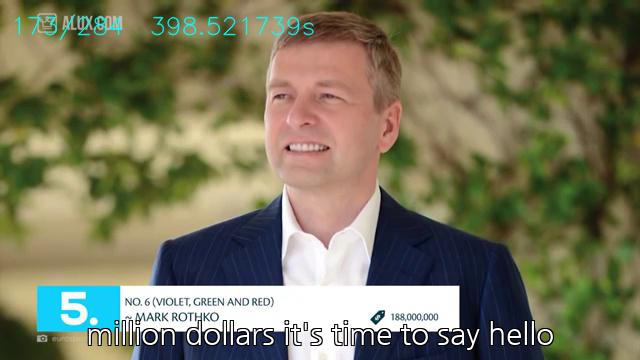 173/284 398.521739s
ALUX.COM
5.
NO. 6 (VIOLET, GREEN AND RED)
~ MARK ROTHKO
188,000,000
million dollars it's time to say hello